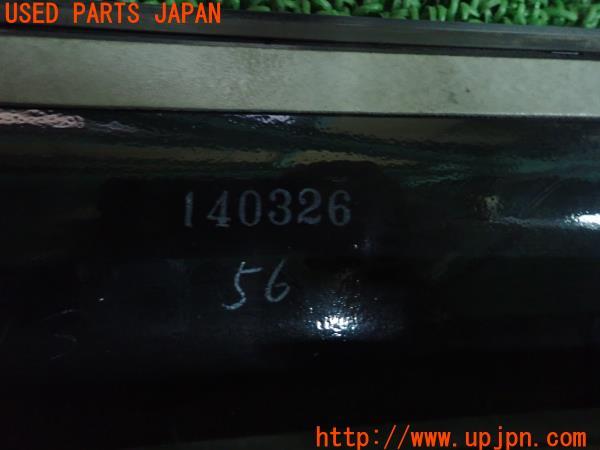 USED PARTS JAPAN
140326
56
http://www.upjpn.com/